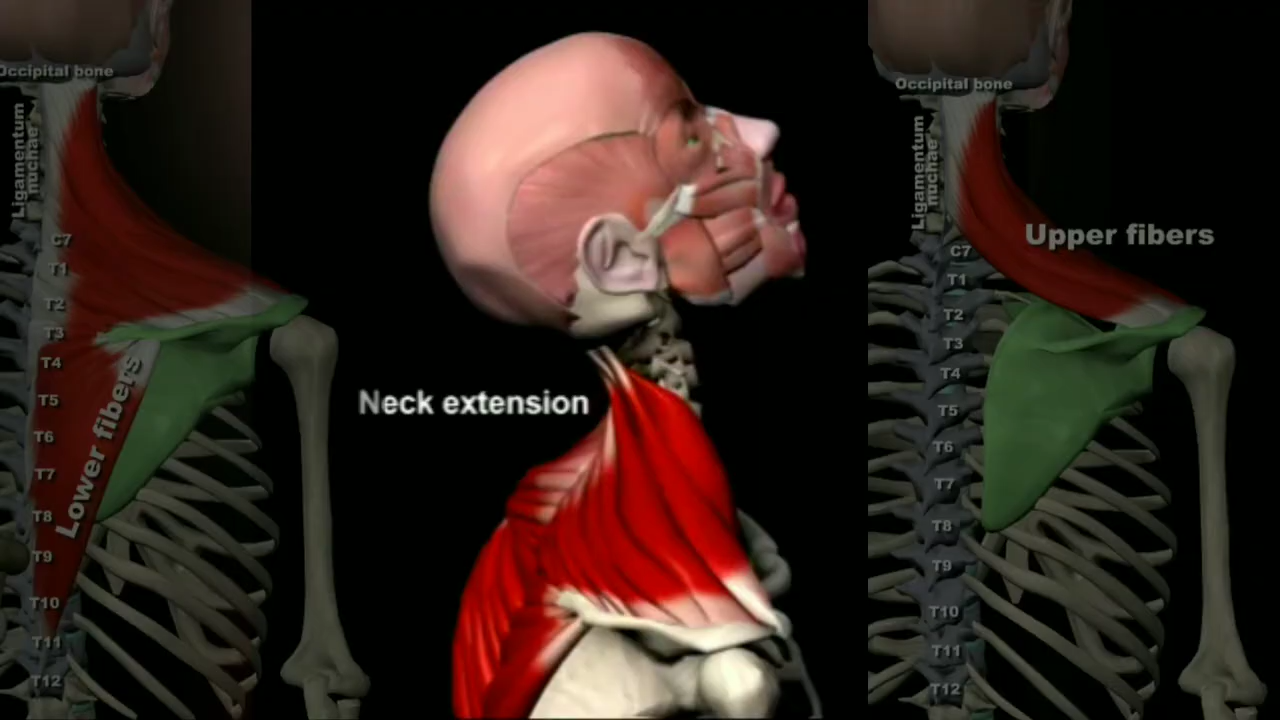 Occipital bone
Ligamentum
nuchae
C7
T1
T2
T3
T4
T5
T6
T7
T8
T9
T10
T11
T12
Lower fibers
Neck extension
Occipital bone
Ligamentum
nuchae
Upper fibers
C7
T1
T2
T3
T4
T5
T6
T7
T8
T9
T10
T11
T12